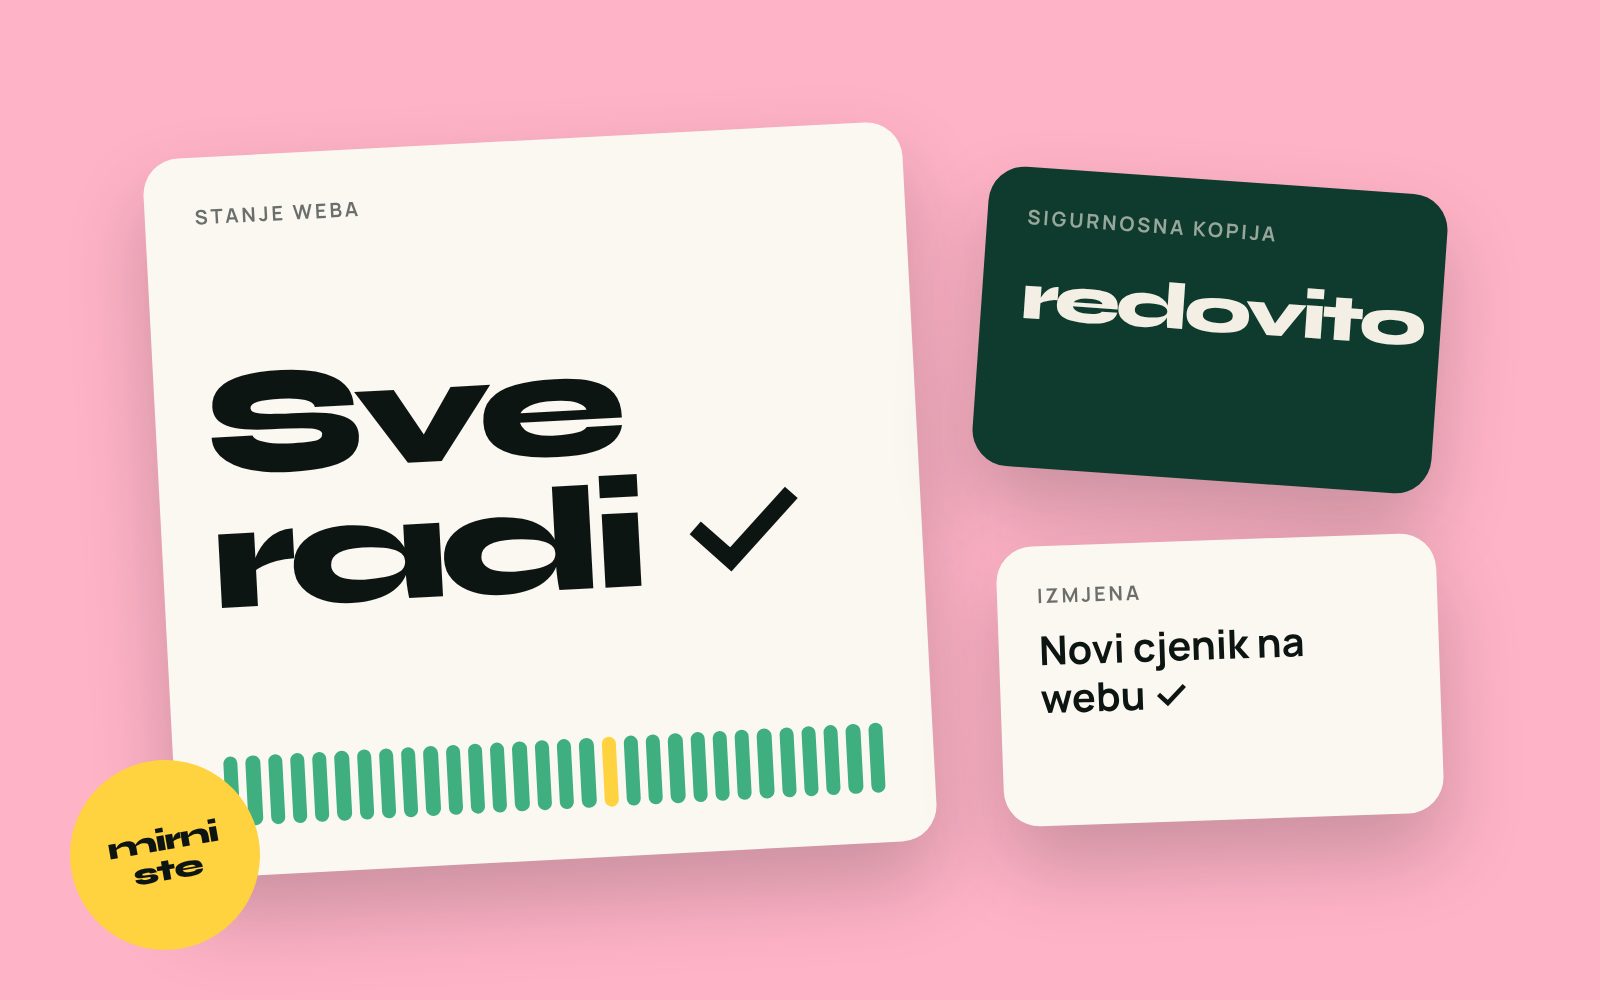 STANJE WEBA
Sve
radi ✓
mirni
ste
SIGURNOSNA KOPIJA
redovito
IZMJENA
Novi cjenik na
webu ✓